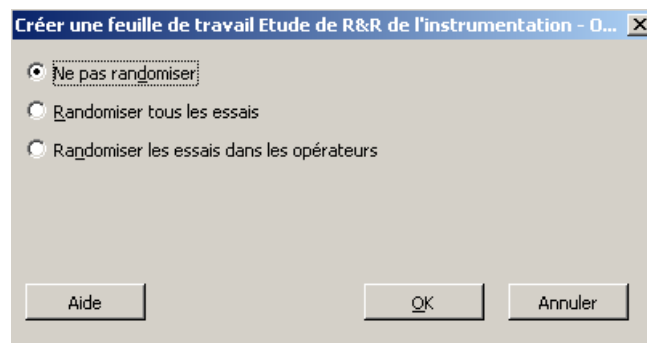 Créer une feuille de travail Etude de R&R de l'instrumentation - O...
Ne pas randomiser
Randomiser tous les essais
Randomiser les essais dans les opérateurs
Aide
OK
Annuler